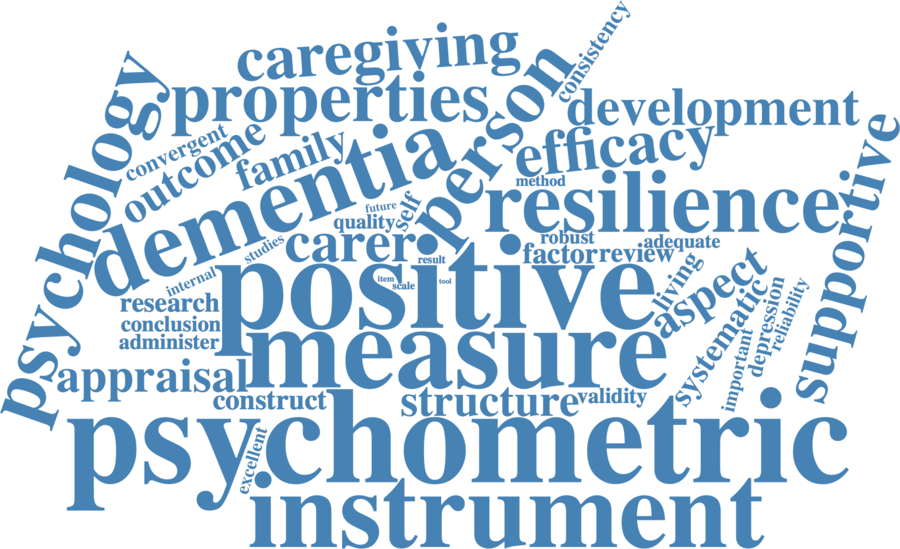 caregiving
consistency
properties
person
development
psychology
convergent
outcome
family
dementia
efficacy
supportive
method
resilience
future
self
quality
studies
carer
robust
adequate
factor
review
result
internal
positive
item
scale
tool
living
aspect
research
conclusion
administer
measure
systematic
important
depression
reliability
appraisal
construct
structure
validity
psychometric
excellent
instrument